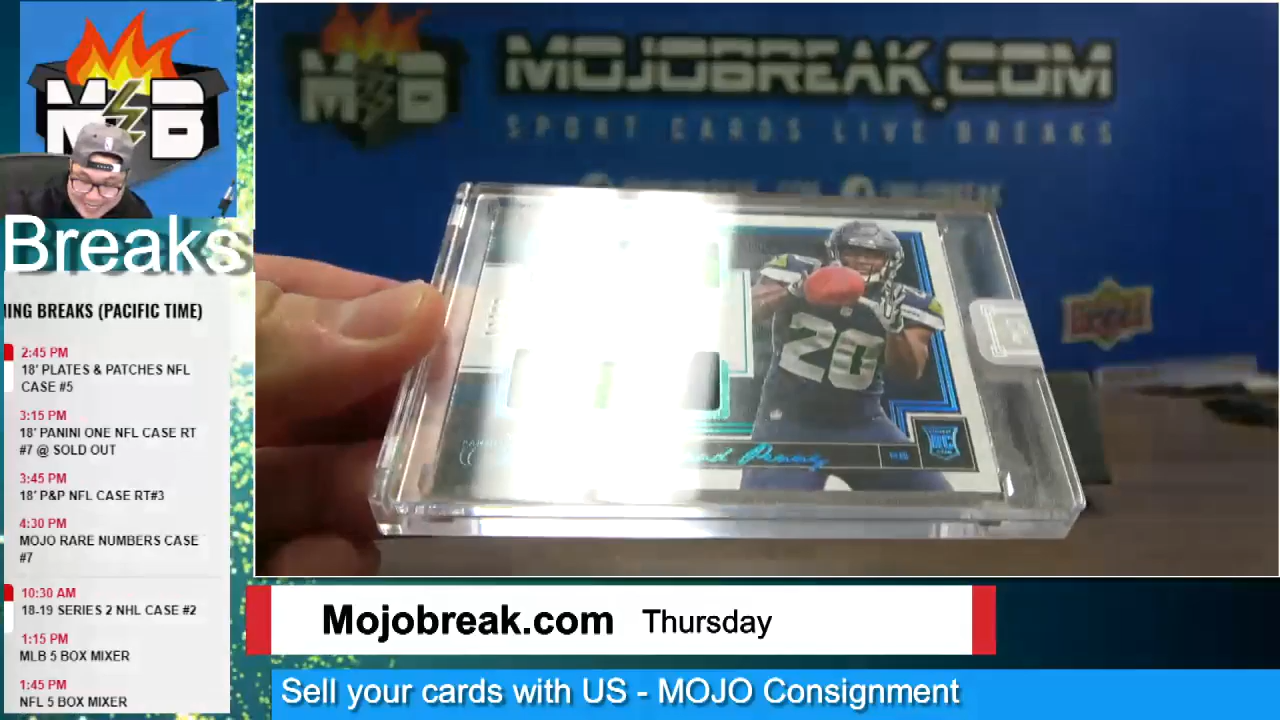 M B
Breaks
ING BREAKS (PACIFIC TIME)
2:45 PM
18' PLATES & PATCHES NFL
CASE #5
3:15 PM
18' PANINI ONE NFL CASE RT
#7 @ SOLD OUT
3:45 PM
18' P&P NFL CASE RT#3
4:30 PM
MOJO RARE NUMBERS CASE
#7
10:30 AM
18-19 SERIES 2 NHL CASE #2
1:15 PM
MLB 5 BOX MIXER
1:45 PM
NFL 5 BOX MIXER
M B
MOJOBREAK.COM
SPORT CARDS LIVE BREAKS
20
Penny
RB
RC
Mojobreak.com Thursday
Sell your cards with US - MOJO Consignment